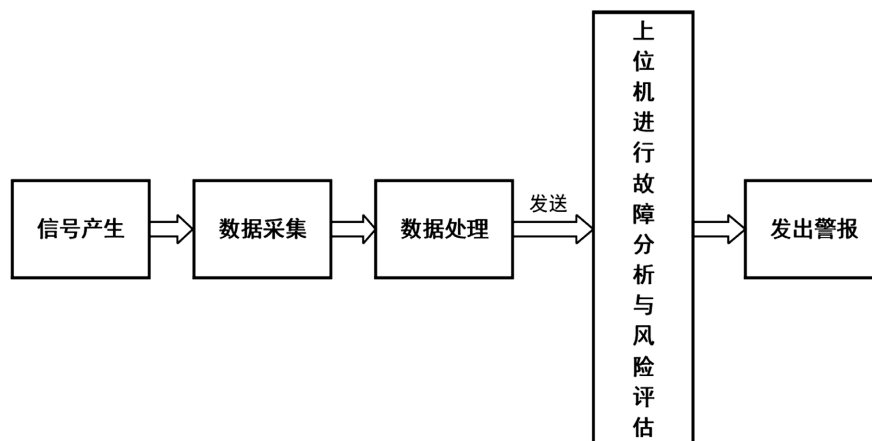 信号产生
数据采集
数据处理
发送
上位机进行故障分析与风险评估
发出警报